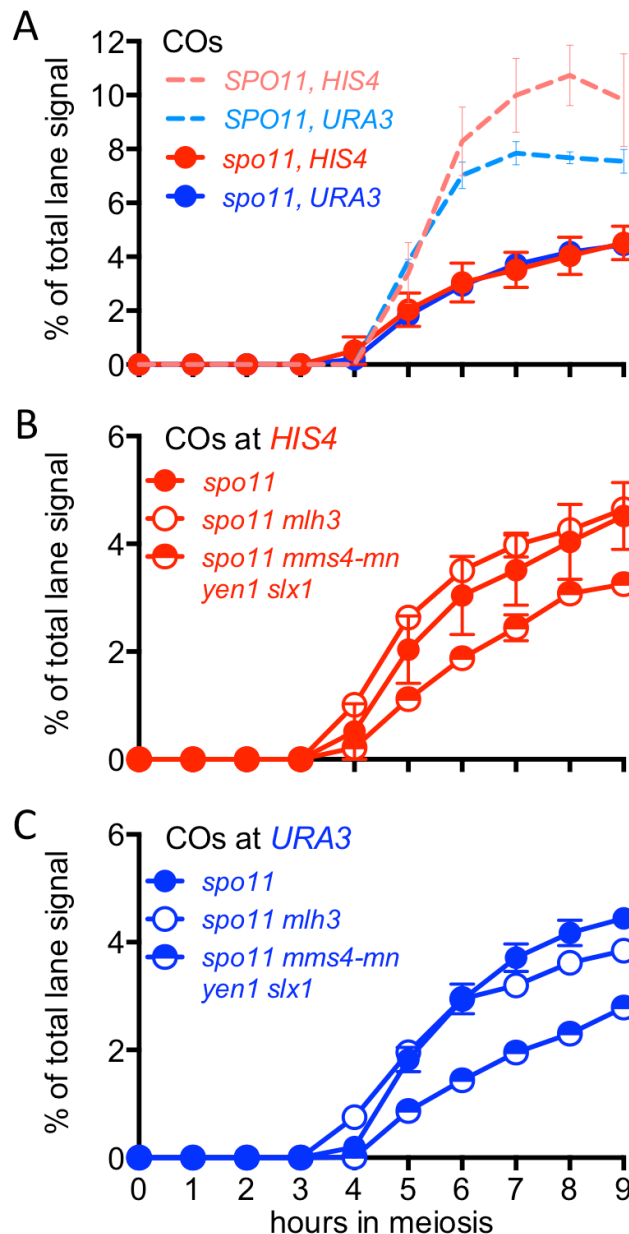 A
COs
SPO11, HIS4
SPO11, URA3
spo11, HIS4
spo11, URA3
% of total lane signal
12
10
8
6
4
2
0
B
COs at HIS4
spo11
spo11 mlh3
spo11 mms4-mn
yen1 slx1
% of total lane signal
6
4
2
0
C
COs at URA3
spo11
spo11 mlh3
spo11 mms4-mn
yen1 slx1
% of total lane signal
6
4
2
0
0 1 2 3 4 5 6 7 8 9
hours in meiosis